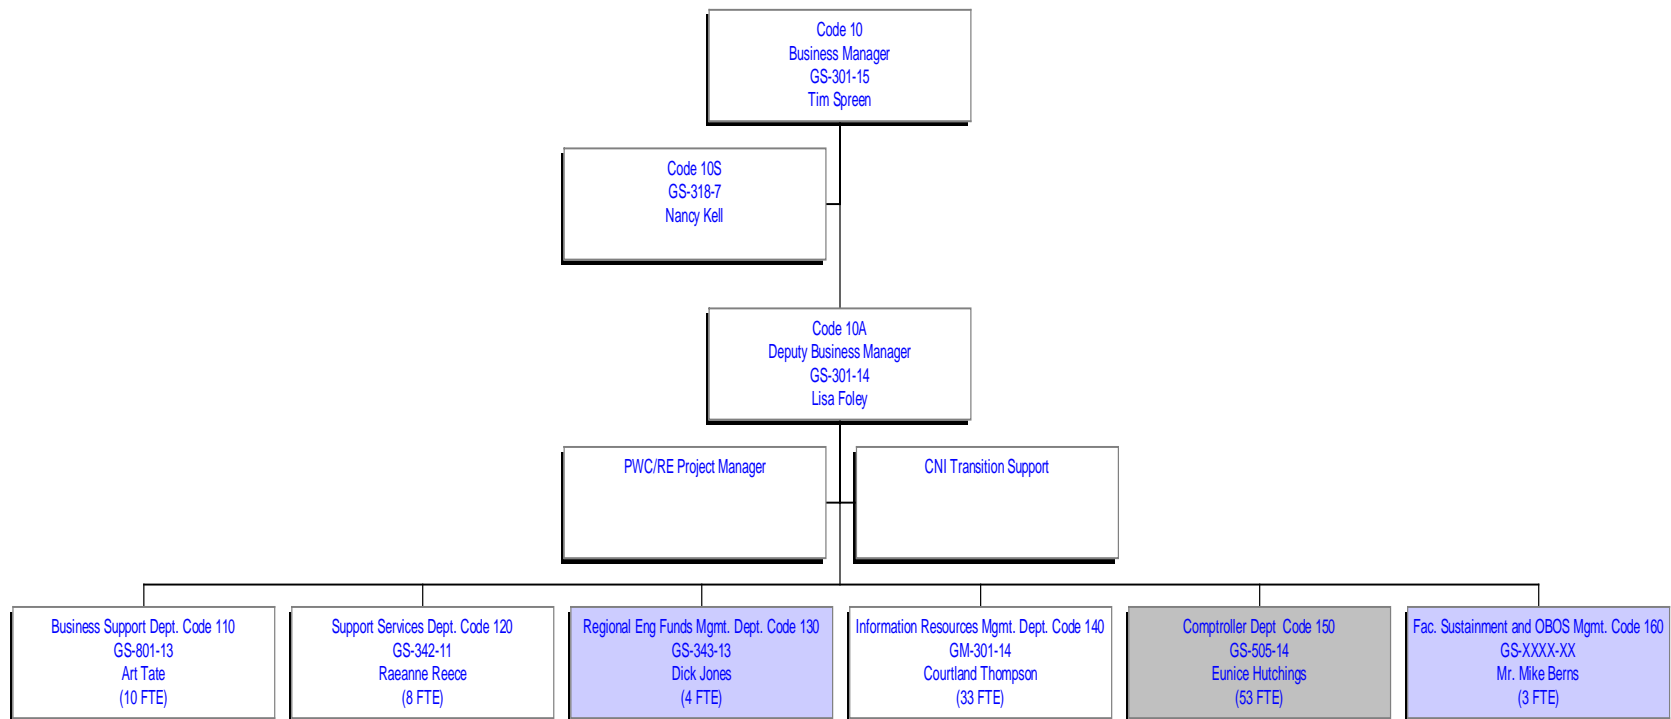 Code 10
Business Manager
GS-301-15
Tim Spreen
Code 10S
GS-318-7
Nancy Kell
Code 10A
Deputy Business Manager
GS-301-14
Lisa Foley
PWC/RE Project Manager
CNI Transition Support
Business Support Dept. Code 110
GS-801-13
Art Tate
(10 FTE)
Support Services Dept. Code 120
GS-342-11
Raeanne Reece
(8 FTE)
Regional Eng Funds Mgmt. Dept. Code 130
GS-343-13
Dick Jones
(4 FTE)
Information Resources Mgmt. Dept. Code 140
GM-301-14
Courtland Thompson
(33 FTE)
Comptroller Dept Code 150
GS-505-14
Eunice Hutchings
(53 FTE)
Fac. Sustainment and OBOS Mgmt. Code 160
GS-XXXX-XX
Mr. Mike Berns
(3 FTE)